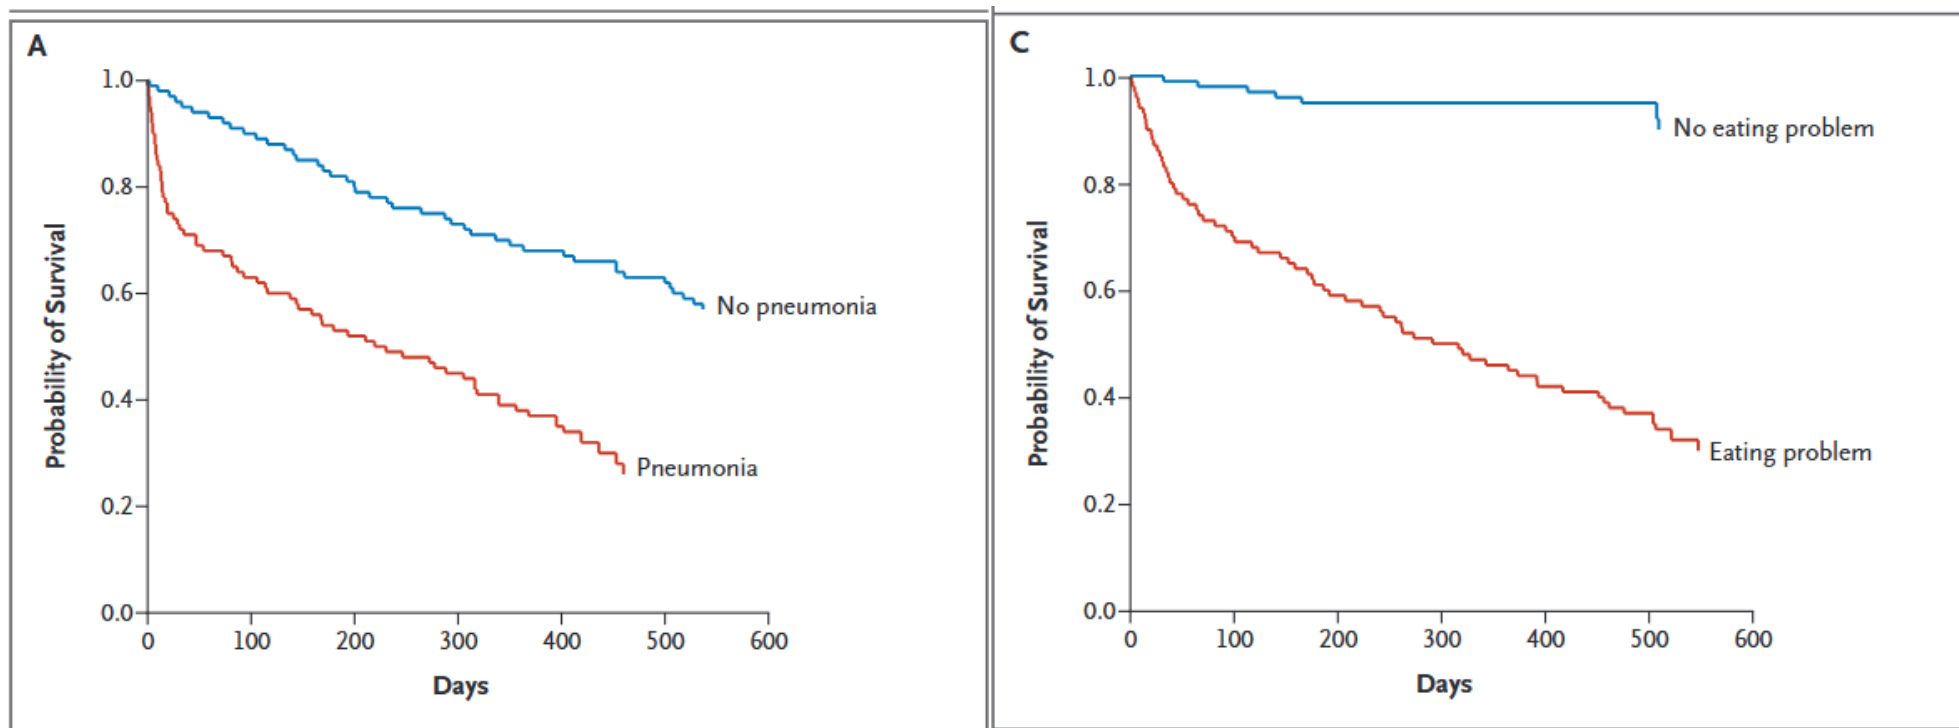 A
1.0
0.8
0.6
0.4
0.2
0.0
Probability of Survival
No pneumonia
Pneumonia
0 100 200 300 400 500 600
Days
C
1.0
0.8
0.6
0.4
0.2
0.0
Probability of Survival
No eating problem
Eating problem
0 100 200 300 400 500 600
Days